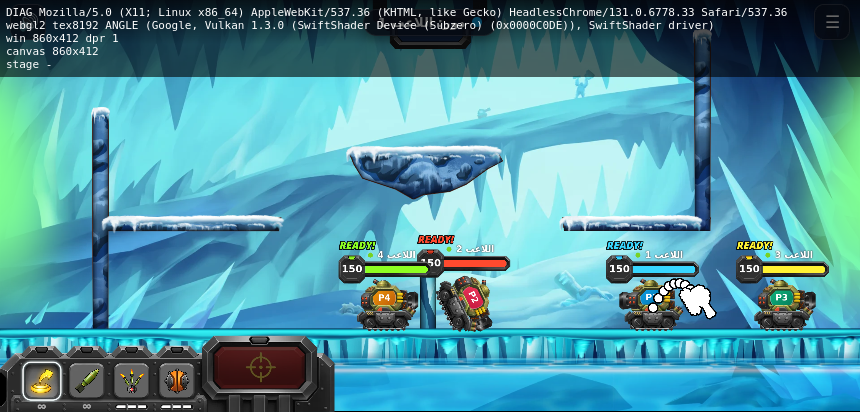 DIAG Mozilla/5.0 (X11; Linux x86_64) AppleWebKit/537.36 (KHTML, like Gecko) HeadlessChrome/131.0.6778.33 Safari/537.36
webgl2 tex8192 ANGLE (Google, Vulkan 1.3.0 (SwiftShader Device (Subzero) (0x0000C0DE)), SwiftShader driver)
win 860x412 dpr 1
canvas 860x412
stage -
READY!
اللاعب 4
150
P4
READY!
اللاعب 2
150
P2
READY!
اللاعب 1
150
READY!
اللاعب 3
150
P3
∞
∞